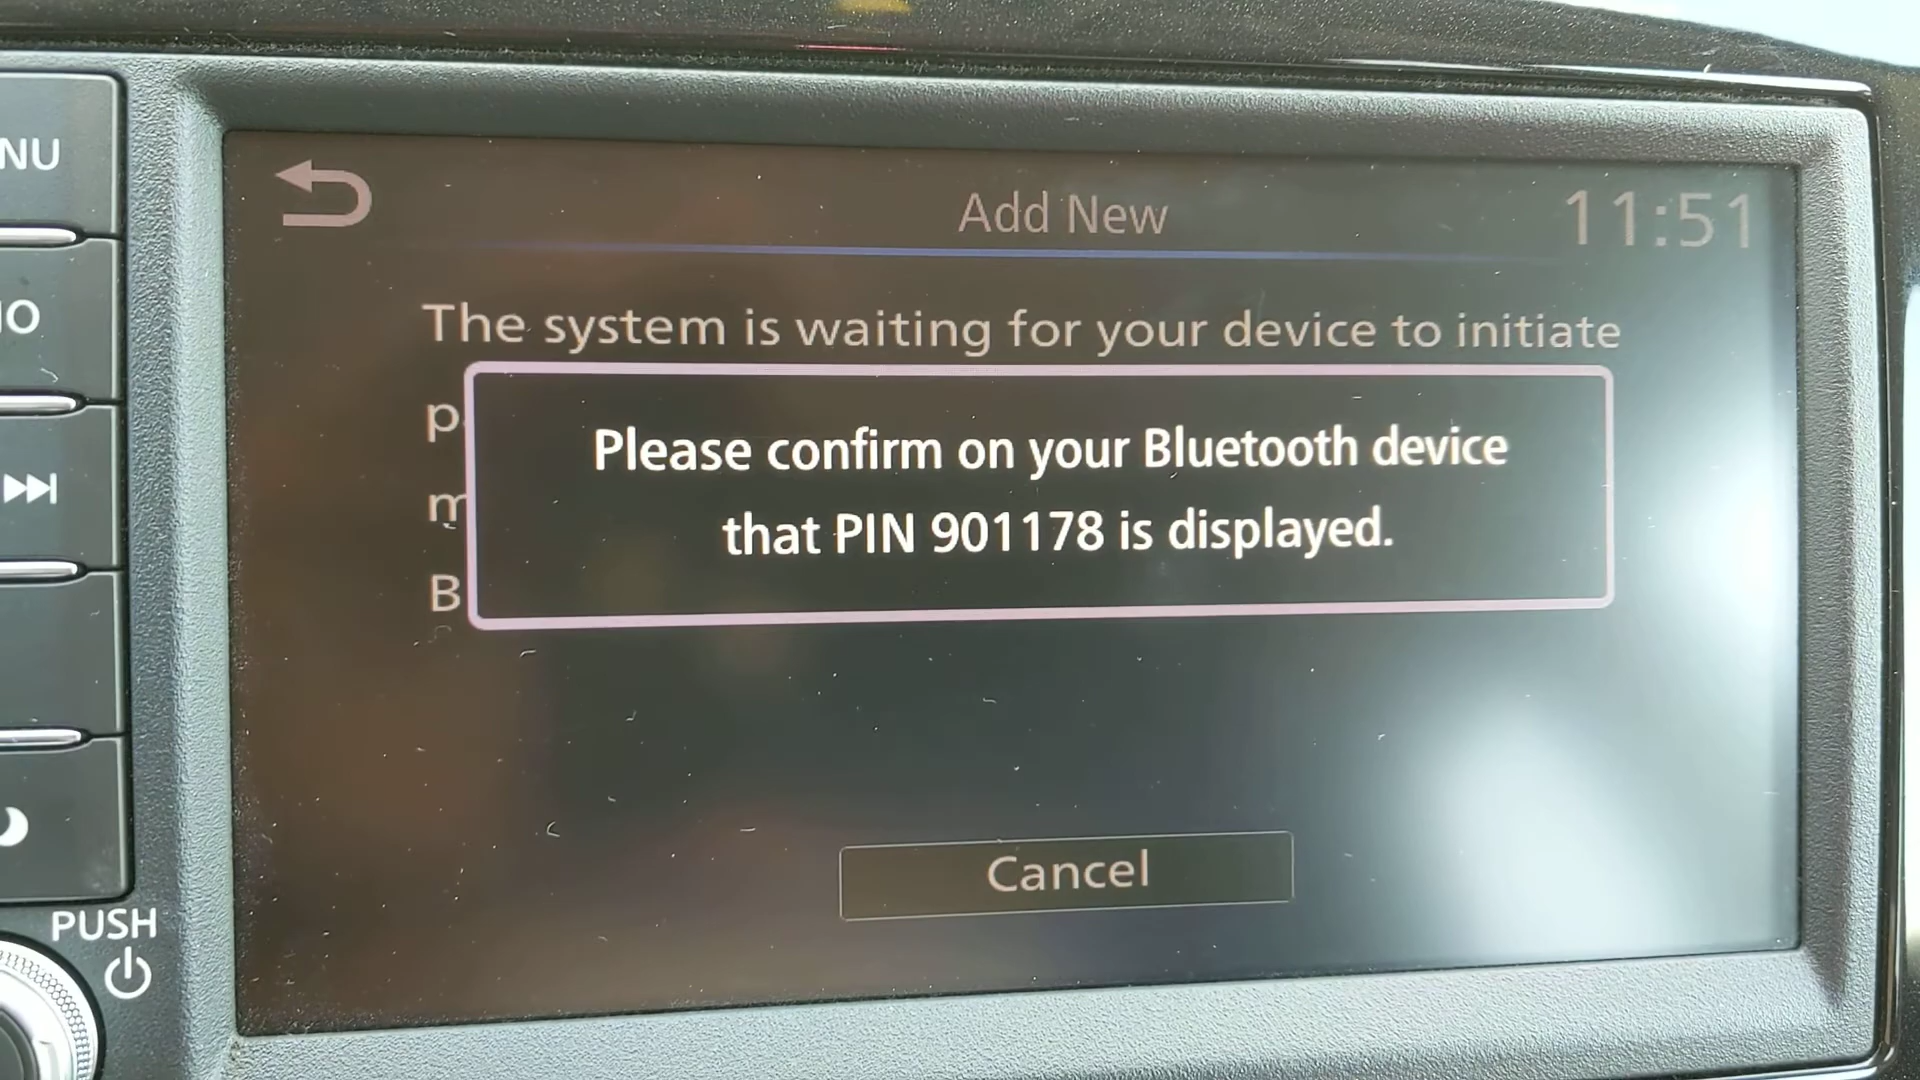 NU
Add New
11:51
The system is waiting for your device to initiate
Please confirm on your Bluetooth device
that PIN 901178 is displayed.
Cancel
PUSH